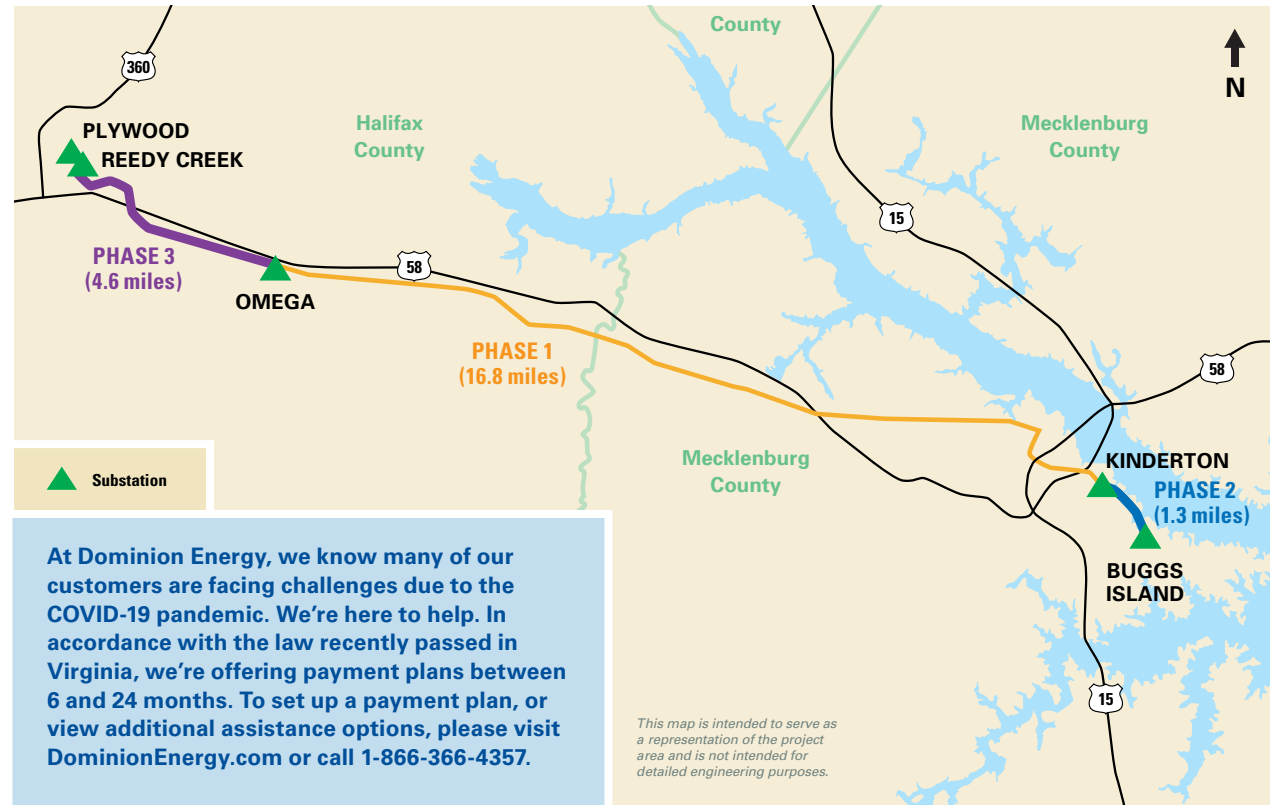 County
N
360
PLYWOOD
REEDY CREEK
Halifax
County
Mecklenburg
County
15
PHASE 3
(4.6 miles)
58
OMEGA
PHASE 1
(16.8 miles)
58
Mecklenburg
County
KINDERTON
PHASE 2
(1.3 miles)
BUGGS
ISLAND
15
Substation
At Dominion Energy, we know many of our
customers are facing challenges due to the
COVID-19 pandemic. We’re here to help. In
accordance with the law recently passed in
Virginia, we’re offering payment plans between
6 and 24 months. To set up a payment plan, or
view additional assistance options, please visit
DominionEnergy.com or call 1-866-366-4357.
This map is intended to serve as
a representation of the project
area and is not intended for
detailed engineering purposes.